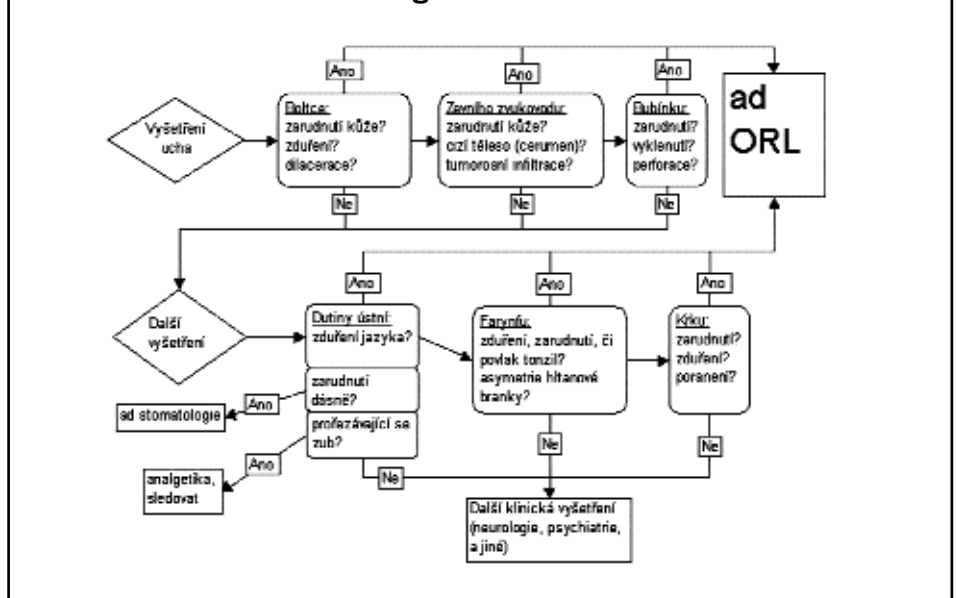 Ano
Ano
Ano
ad
ORL
Vyšetření
ucha
Boltce:
zarudnutí kůže?
zduření?
dilacerace?
Zevního zvukovodu:
zarudnutí kůže?
cizí těleso (cerumen)?
tumorosní infiltrace?
Bubínku:
zarudnutí?
vyklenutí?
perforace?
Ne
Ne
Ne
Ano
Ano
Ano
Další
vyšetření
Dutiny ústní:
zduření jazyka?
zarudnutí
dásně?
prořezávající se
zub?
Farynfu:
zduření, zarudnutí, či
povlak tonzil?
asymetrie hltanové
branky?
Krku:
zarudnutí?
zduření?
poranení?
Ano
ad stomatologie
Ano
analgetika,
sledovat
Ne
Ne
Ne
Další klinická vyšetření
(neurologie, psychiatrie,
a jiné)